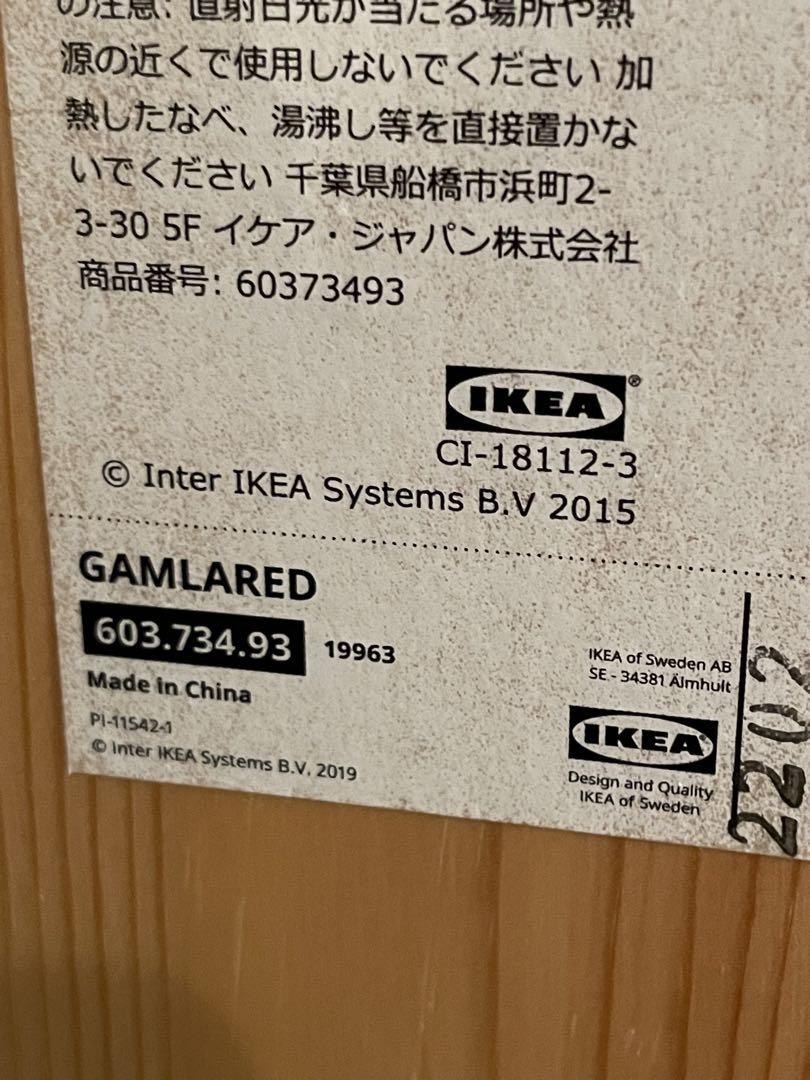 の注意: 直射日光が当たる場所や熱
源の近くで使用しないでください 加
熱したなべ、湯沸し等を直接置かな
いでください 千葉県船橋市浜町2-
3-30 5F イケア・ジャパン株式会社
商品番号: 60373493
IKEA®
CI-18112-3
© Inter IKEA Systems B.V 2015
GAMLARED
603.734.93 19963
Made in China
PI-11542-1
© Inter IKEA Systems B.V. 2019
IKEA of Sweden AB
SE - 34381 Älmhult
IKEA®
Design and Quality
IKEA of Sweden
2202